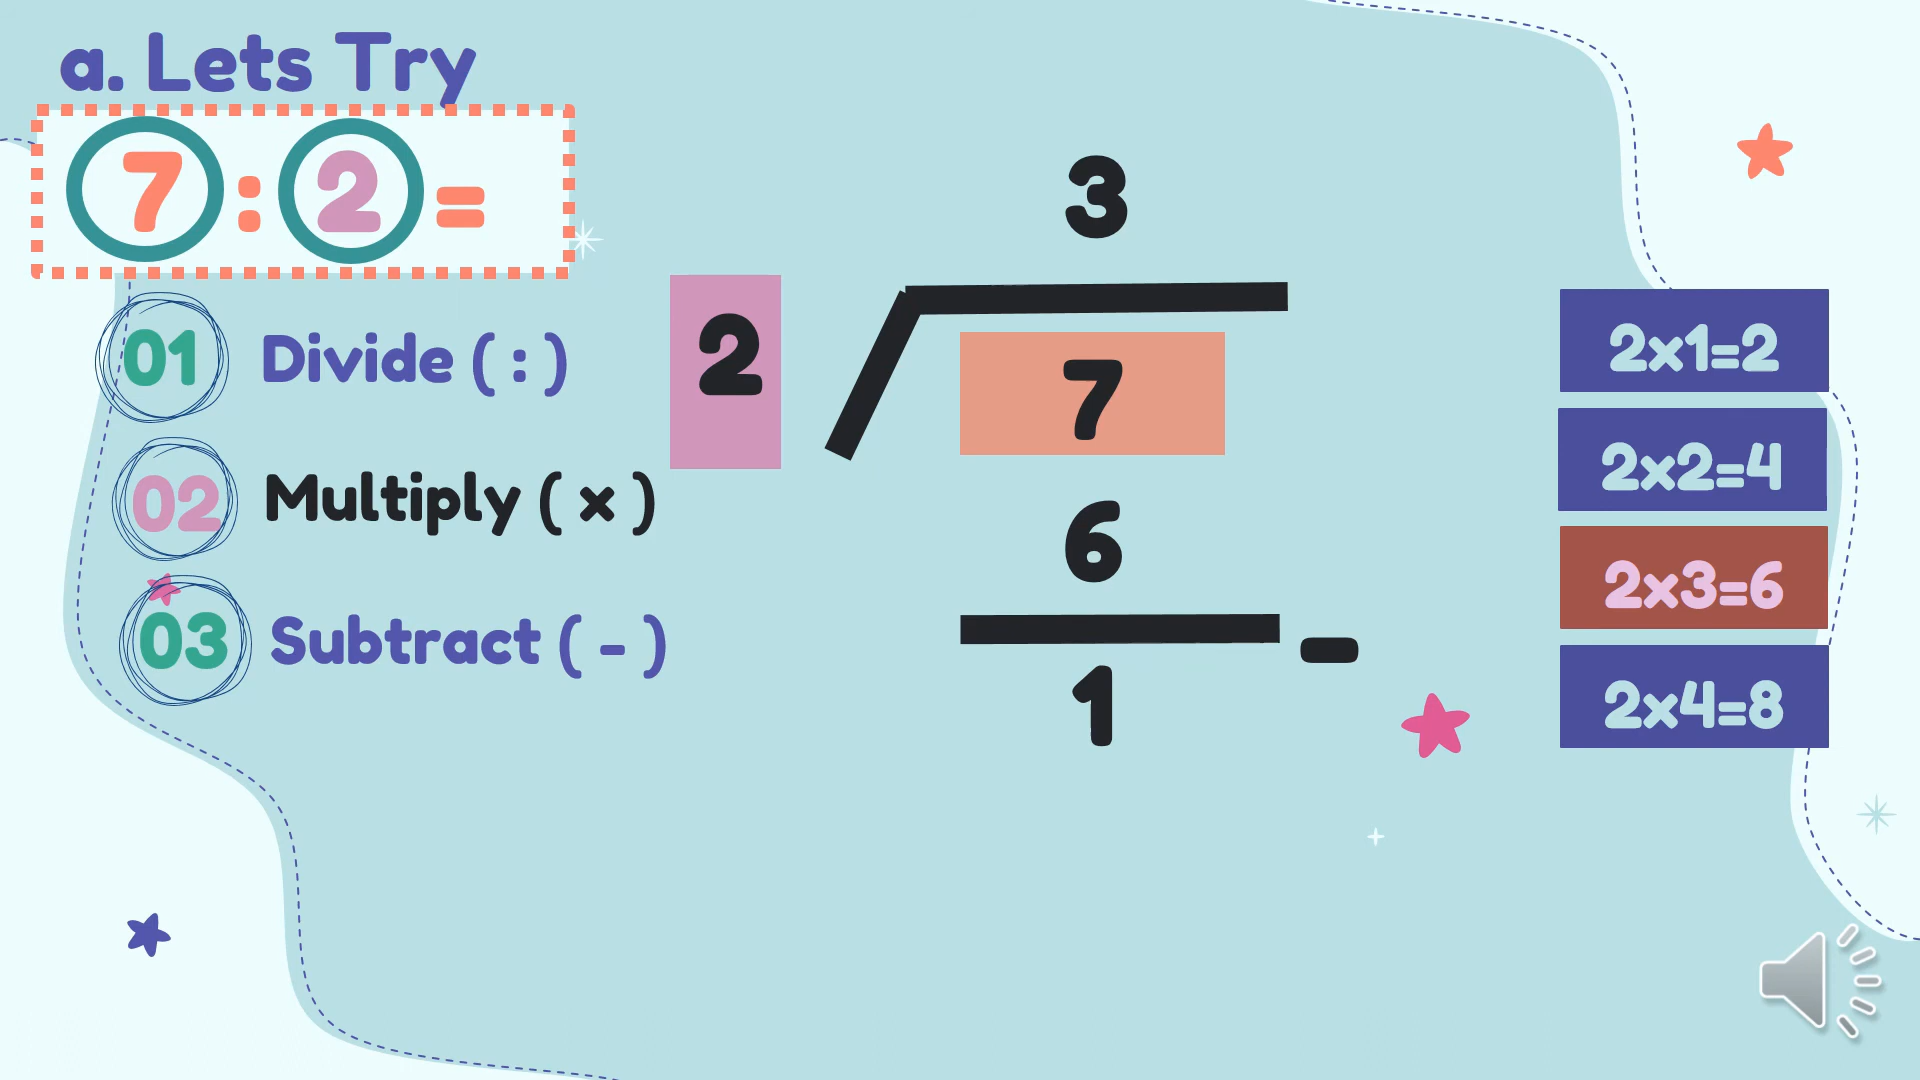 a. Lets Try
7 : 2 =
01 Divide ( : )
02 Multiply ( x )
03 Subtract ( - )
3
2 7
6
-
1
2x1=2
2x2=4
2x3=6
2x4=8